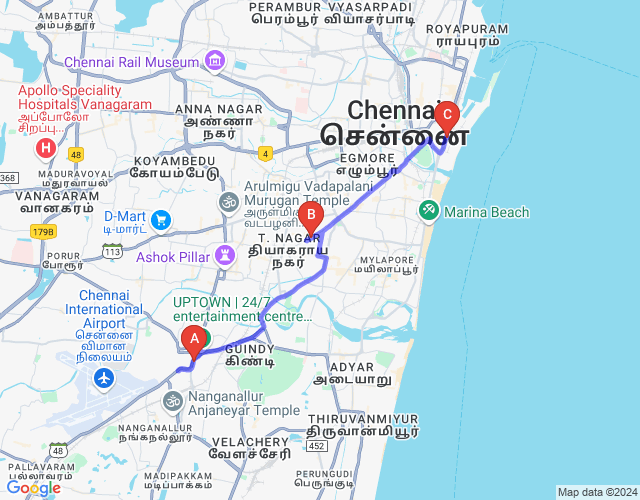 AMBATTUR
அம்பத்தூர்
PERAMBUR VYASARPADI
பெரம்பூர் வியாசர்பாடி
ROYAPURAM
ராயபுரம்
Chennai Rail Museum
Apollo Speciality
Hospitals Vanagaram
அப்போலோ
சிறப்பு...
ANNA NAGAR
அண்ணா
நகர்
Chennai
சென்னை
C
H
48
4
KOYAMBEDU
கோயம்பேடு
EGMORE
எழும்பூர்
MADURAVOYAL
மதுரவாயல்
368
VANAGARAM
வானகரம்
Arulmigu Vadapalani
Murugan Temple
அருள்மி
வடபழனி...
D-Mart
டி-மார்ட்
B
Marina Beach
179B
T. NAGAR
தியாகராய
நகர்
PORUR
போரூர்
Ashok Pillar
MYLAPORE
மயிலாப்பூர்
Chennai
International
Airport
சென்னை
விமான
நிலையம்
UPTOWN | 24/7
entertainment centre...
A
GUINDY
கிண்டி
ADYAR
அடையாறு
Nanganallur
Anjaneyar Temple
THIRUVANMIYUR
திருவான்மியூர்
NANGANALLUR
நங்கநல்லூர்
VELACHERY
வேளச்சேரி
452
PALLAVARAM
பல்லாவரம்
48
MADIPAKKAM
மடிப்பாக்கம்
PERUNGUDI
பெருங்குடி
Google
Map data ©2024